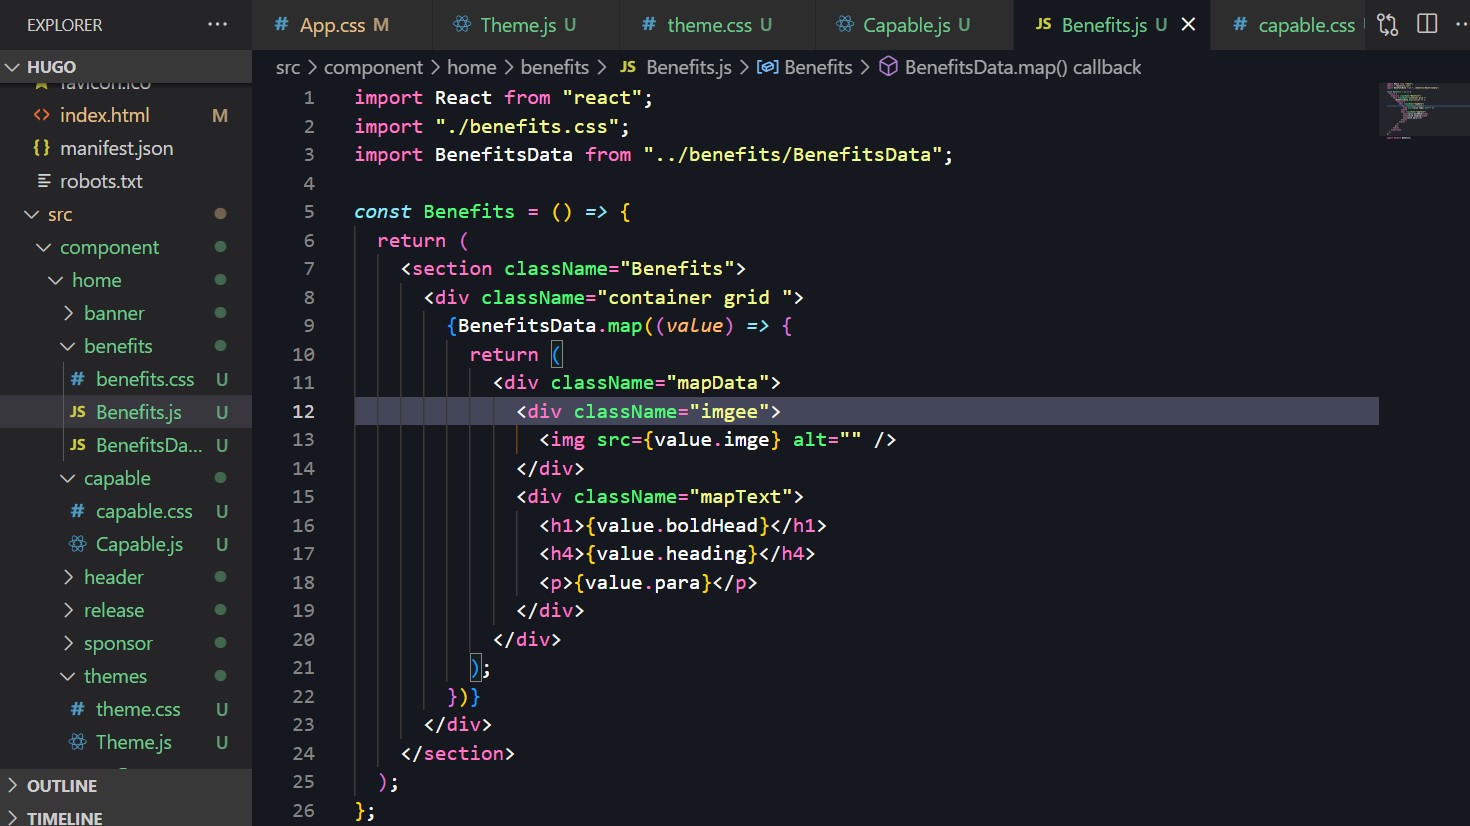 EXPLORER
HUGO
favicon.ico
<> index.html M
{} manifest.json
robots.txt
src
component
home
banner
benefits
# benefits.css U
JS Benefits.js U
JS BenefitsDa... U
capable
# capable.css U
Capable.js U
header
release
sponsor
themes
# theme.css U
Theme.js U
OUTLINE
TIMELINE
# App.css M
Theme.js U
# theme.css U
Capable.js U
JS Benefits.js U
# capable.css
src > component > home > benefits > JS Benefits.js > Benefits > BenefitsData.map() callback
1 import React from "react";
2 import "./benefits.css";
3 import BenefitsData from "../benefits/BenefitsData";
4
5 const Benefits = () => {
6 return (
7 <section className="Benefits">
8 <div className="container grid ">
9 {BenefitsData.map((value) => {
10 return (
11 <div className="mapData">
12 <div className="imgee">
13 <img src={value.imge} alt="" />
14 </div>
15 <div className="mapText">
16 <h1>{value.boldHead}</h1>
17 <h4>{value.heading}</h4>
18 <p>{value.para}</p>
19 </div>
20 </div>
21 );
22 })}
23 </div>
24 </section>
25 );
26 };